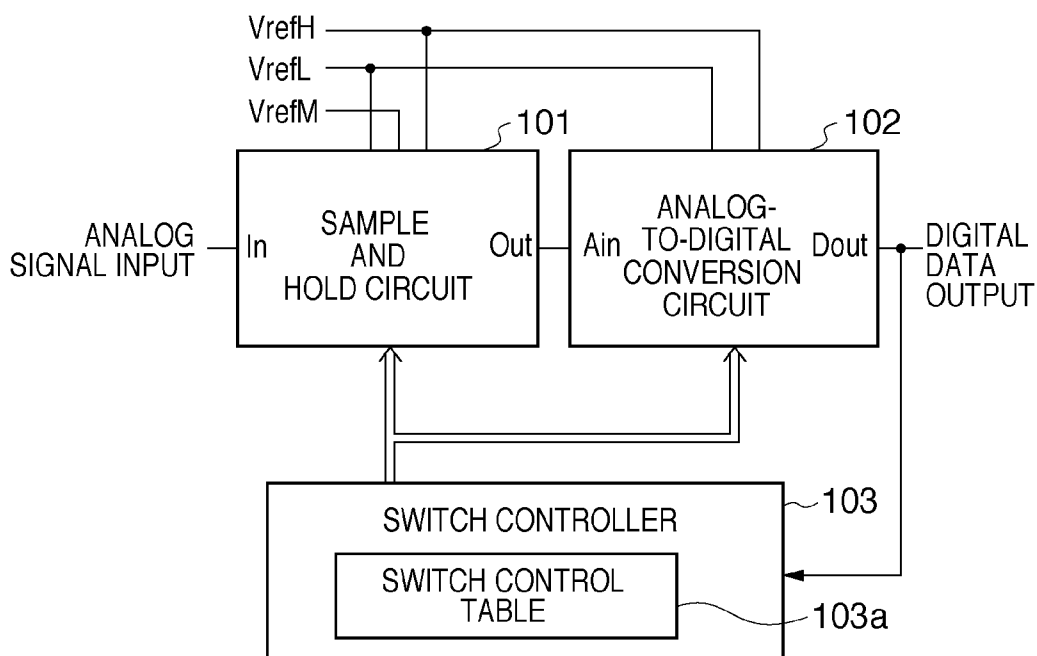 VrefH
VrefL
VrefM
101
102
ANALOG
SIGNAL INPUT
In
SAMPLE
AND
HOLD CIRCUIT
Out
Ain
ANALOG-
TO-DIGITAL
CONVERSION
CIRCUIT
Dout
DIGITAL
DATA
OUTPUT
103
SWITCH CONTROLLER
SWITCH CONTROL
TABLE
103a